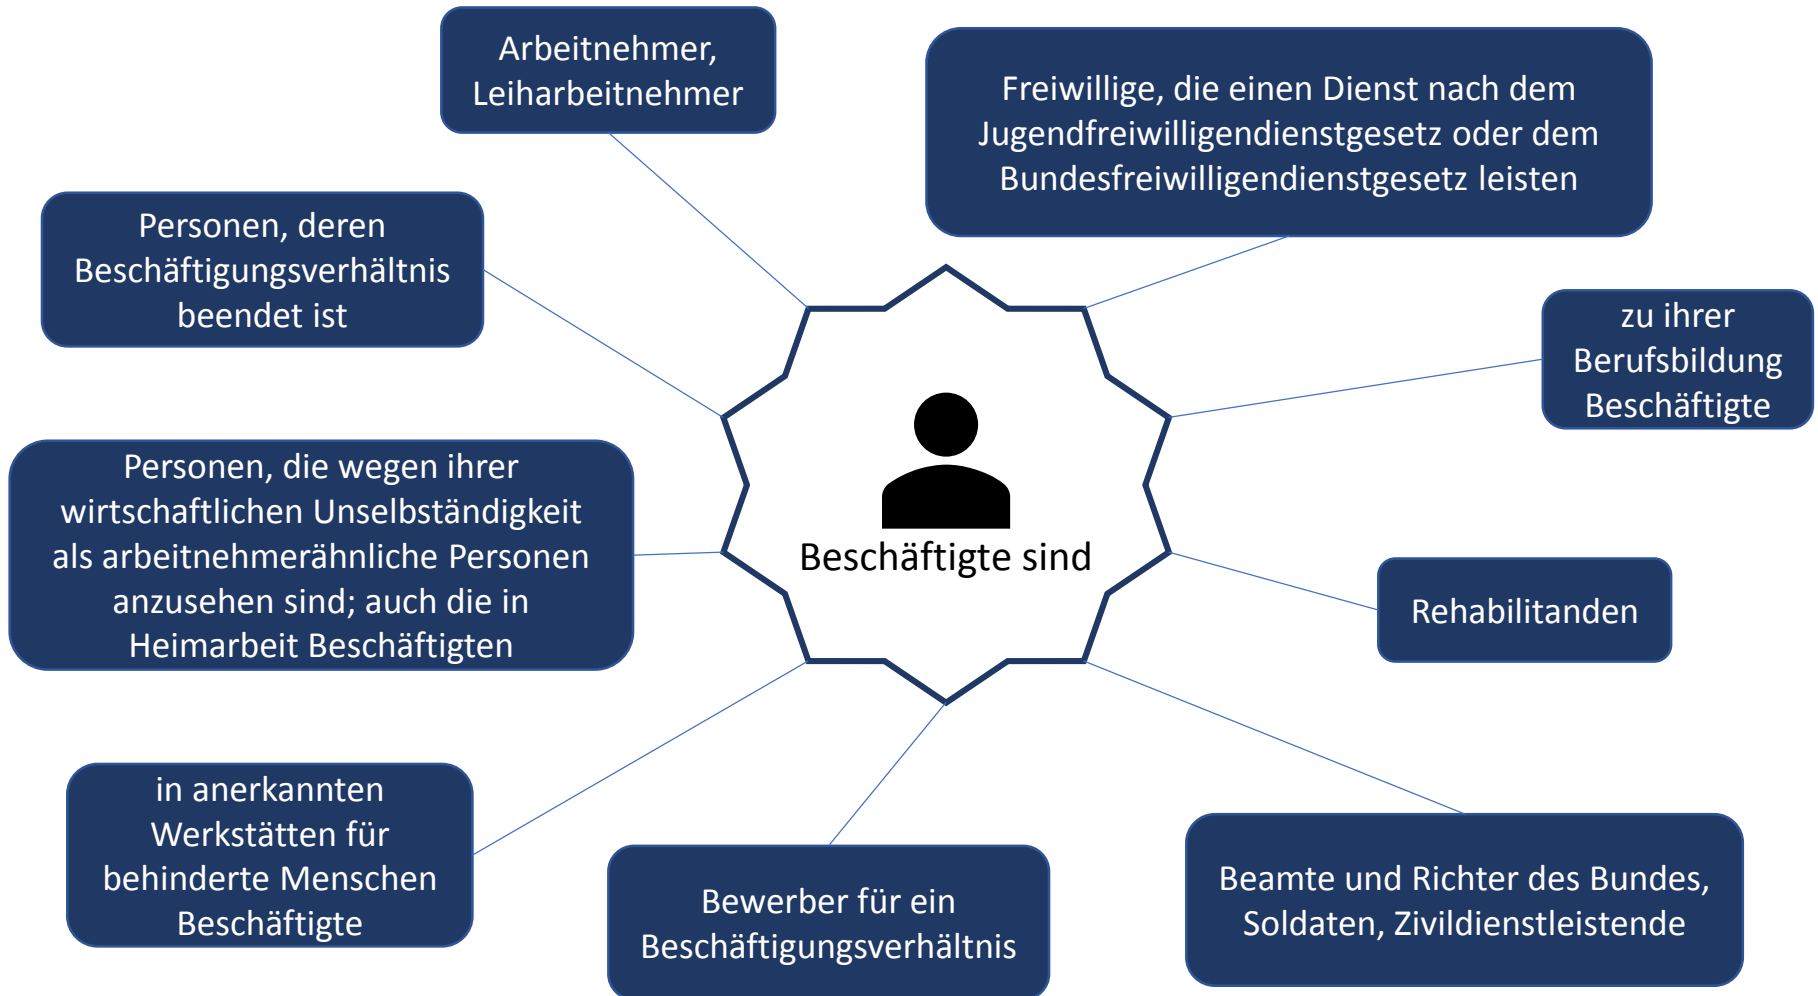 Arbeitnehmer,
Leiharbeitnehmer
Freiwillige, die einen Dienst nach dem
Jugendfreiwilligendienstgesetz oder dem
Bundesfreiwilligendienstgesetz leisten
Personen, deren
Beschäftigungsverhältnis
beendet ist
zu ihrer
Berufsbildung
Beschäftigte
Personen, die wegen ihrer
wirtschaftlichen Unselbständigkeit
als arbeitnehmerähnliche Personen
anzusehen sind; auch die in
Heimarbeit Beschäftigten
Beschäftigte sind
Rehabilitanden
in anerkannten
Werkstätten für
behinderte Menschen
Beschäftigte
Bewerber für ein
Beschäftigungsverhältnis
Beamte und Richter des Bundes,
Soldaten, Zivildienstleistende